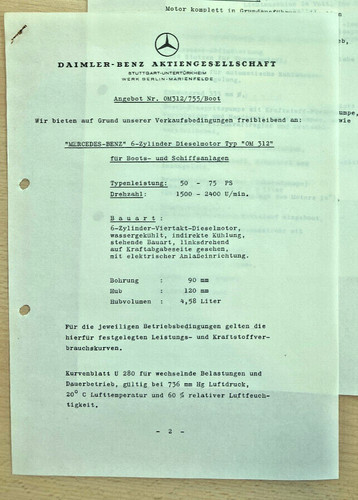 Motor komplett in
DAIMLER-BENZ AKTIENGESELLSCHAFT
STUTTGART-UNTERTÜRKHEIM
WERK BERLIN-MARIENFELDE
Angebot Nr. OM312/755/Boot
Wir bieten auf Grund unserer Verkaufsbedingungen freibleibend an:
"MERCEDES-BENZ" 6-Zylinder Dieselmotor Typ "OM 312"
für Boots- und Schiffsanlagen
Typenleistung: 50 - 75 PS
Drehzahl: 1500 - 2400 U/min.
Bauart:
6-Zylinder-Viertakt-Dieselmotor,
wassergekühlt, indirekte Kühlung,
stehende Bauart, linksdrehend
auf Kraftabgabeseite gesehen,
mit elektrischer Anlaßeinrichtung.
Bohrung : 90 mm
Hub : 120 mm
Hubvolumen : 4,58 Liter
Für die jeweiligen Betriebsbedingungen gelten die
hierfür festgelegten Leistungs- und Kraftstoffver-
brauchskurven.
Kurvenblatt U 280 für wechselnde Belastungen und
Dauerbetrieb, gültig bei 736 mm Hg Luftdruck,
20° C Lufttemperatur und 60 % relativer Luftfeuch-
tigkeit.
- 2 -